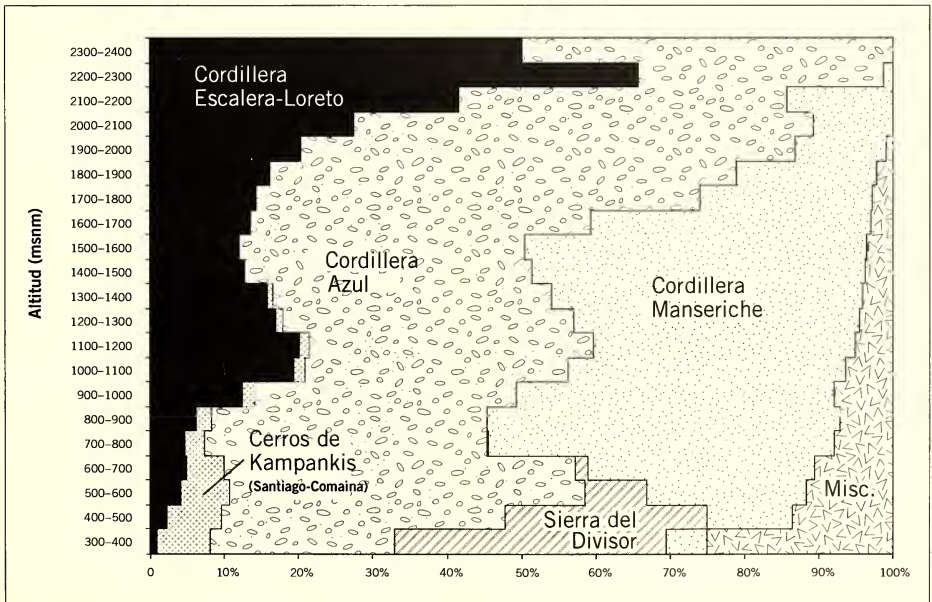 Altitud (msnm)
2300–2400
2200–2300
2100–2200
2000–2100
1900–2000
1800–1900
1700–1800
1600–1700
1500–1600
1400–1500
1300–1400
1200–1300
1100–1200
1000–1100
900–1000
800–900
700–800
600–700
500–600
400–500
300–400
Cordillera
Escalera-Loreto
Cordillera
Azul
Cordillera
Manseriche
Cerros de
Kampankis
(Santiago-Comaina)
Sierra del
Divisor
Misc.
0 10% 20% 30% 40% 50% 60% 70% 80% 90% 100%